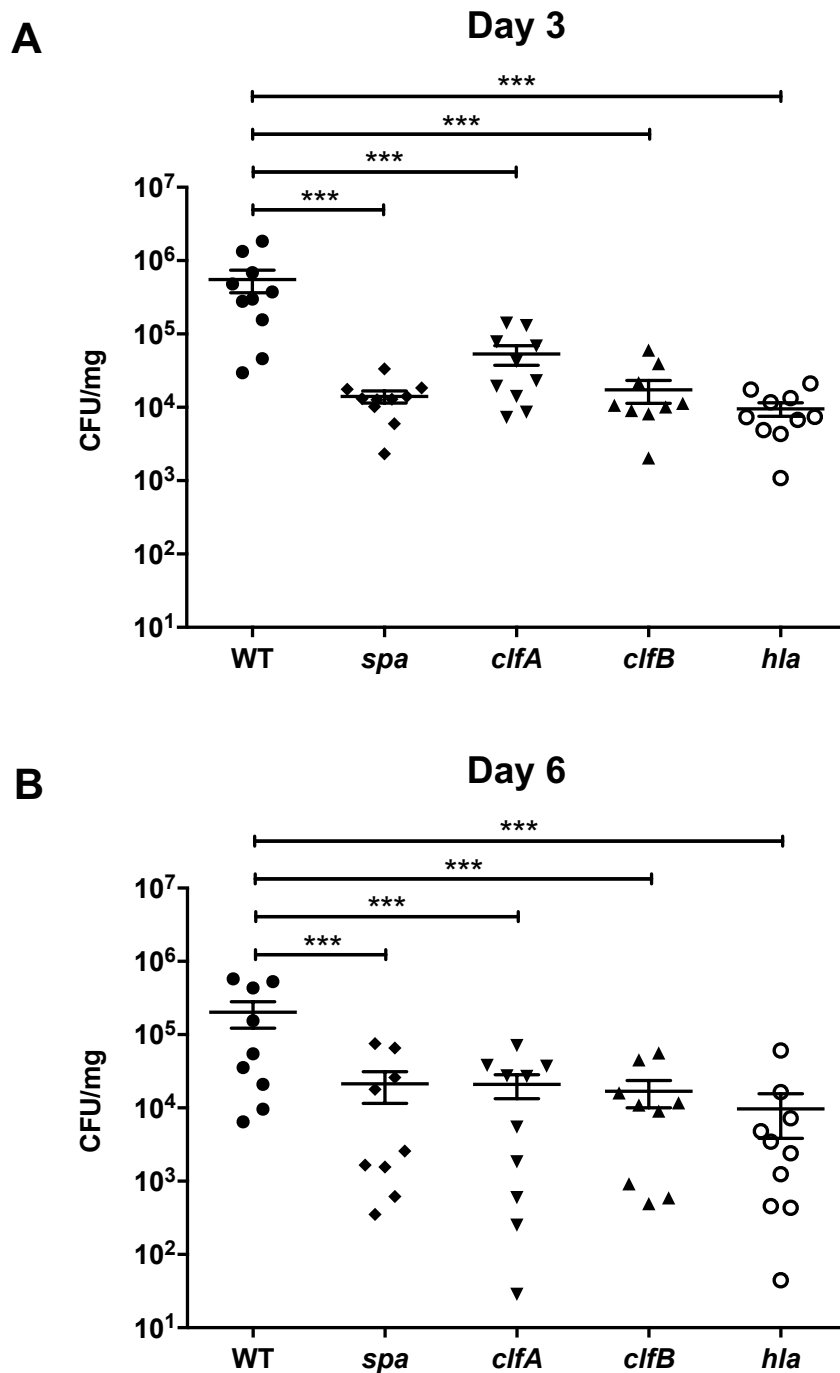 A
Day 3
***
***
***
***
10⁷
10⁶
10⁵
10⁴
10³
10²
10¹
CFU/mg
WT spa clfA clfB hla
B
Day 6
***
***
***
***
10⁷
10⁶
10⁵
10⁴
10³
10²
10¹
CFU/mg
WT spa clfA clfB hla